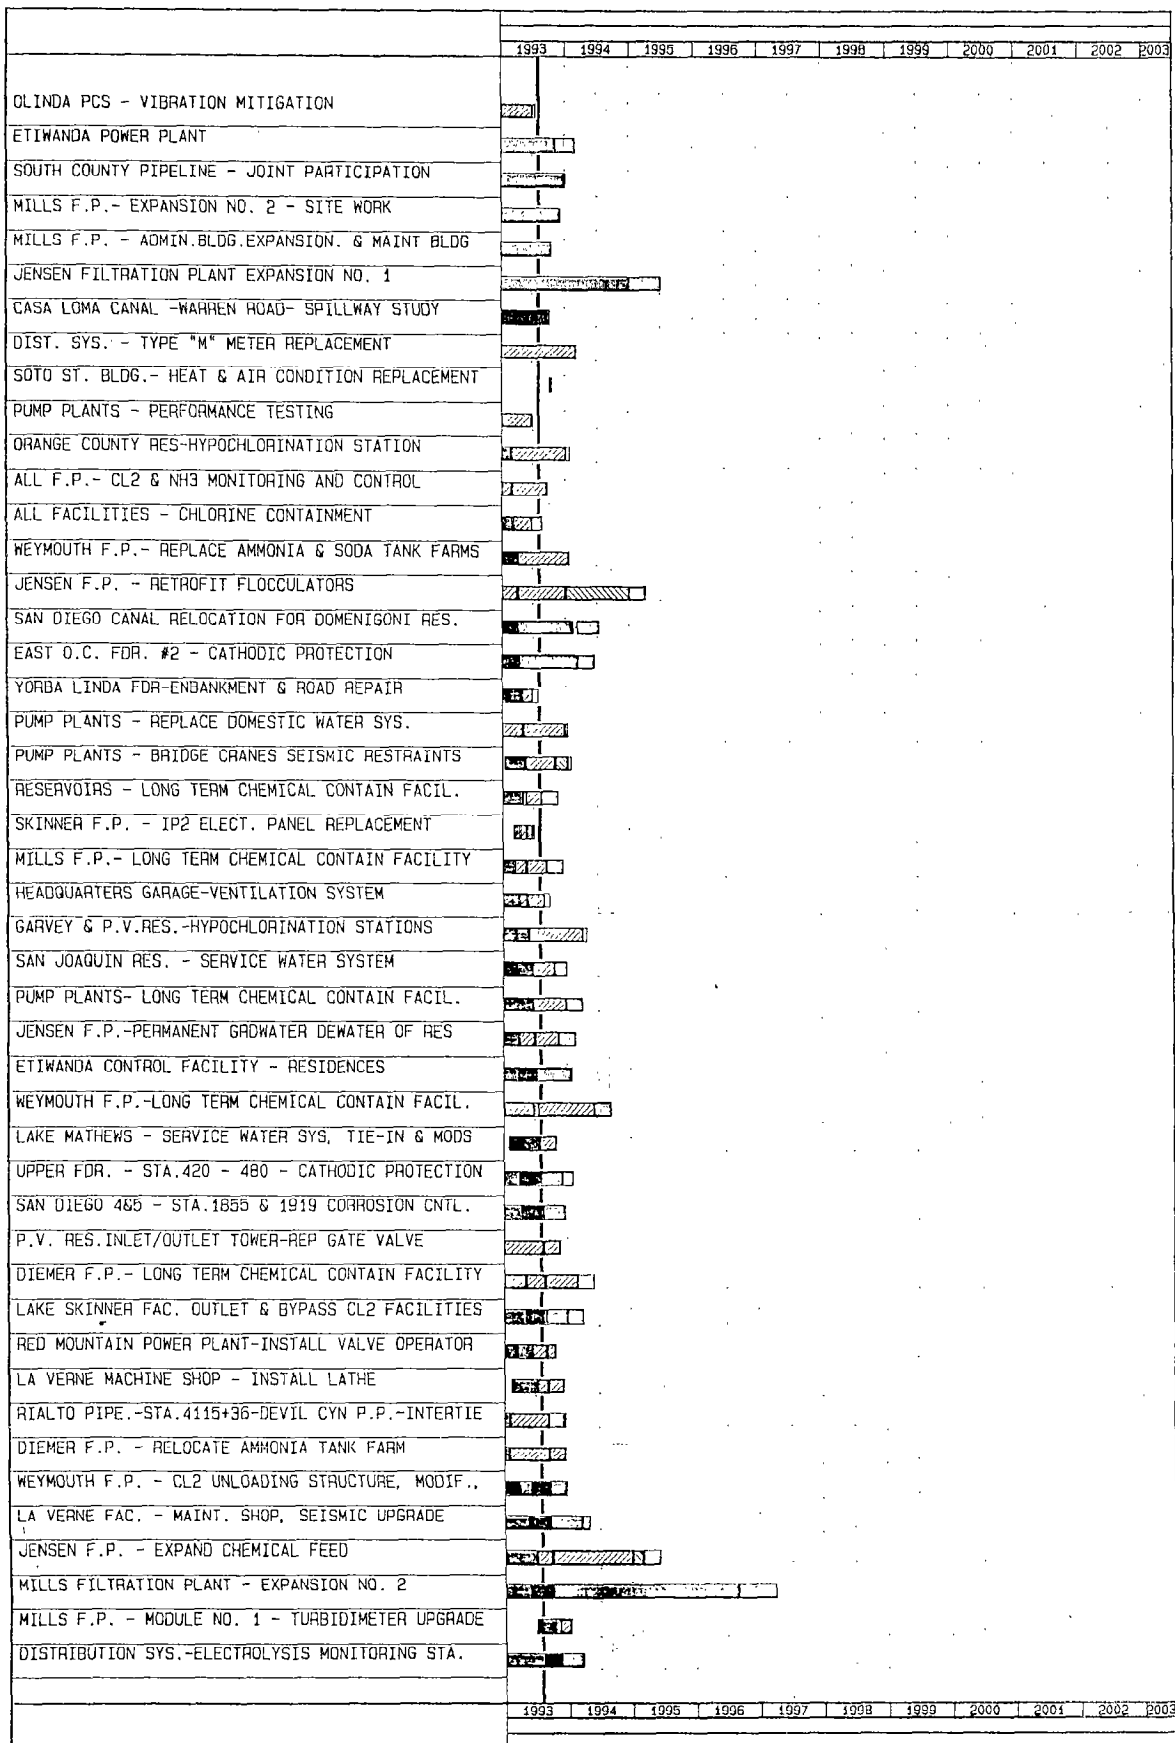 1993 1994 1995 1996 1997 1998 1999 2000 2001 2002 2003
OLINDA PCS - VIBRATION MITIGATION
ETIWANDA POWER PLANT
SOUTH COUNTY PIPELINE - JOINT PARTICIPATION
MILLS F.P.- EXPANSION NO. 2 - SITE WORK
MILLS F.P. - ADMIN.BLDG.EXPANSION. & MAINT BLDG
JENSEN FILTRATION PLANT EXPANSION NO. 1
CASA LOMA CANAL -WARREN ROAD- SPILLWAY STUDY
DIST. SYS. - TYPE "M" METER REPLACEMENT
SOTO ST. BLDG.- HEAT & AIR CONDITION REPLACEMENT
PUMP PLANTS - PERFORMANCE TESTING
ORANGE COUNTY RES-HYPOCHLORINATION STATION
ALL F.P.- CL2 & NH3 MONITORING AND CONTROL
ALL FACILITIES - CHLORINE CONTAINMENT
WEYMOUTH F.P.- REPLACE AMMONIA & SODA TANK FARMS
JENSEN F.P. - RETROFIT FLOCCULATORS
SAN DIEGO CANAL RELOCATION FOR DOMENIGONI RES.
EAST O.C. FDR. #2 - CATHODIC PROTECTION
YORBA LINDA FDR-ENBANKMENT & ROAD REPAIR
PUMP PLANTS - REPLACE DOMESTIC WATER SYS.
PUMP PLANTS - BRIDGE CRANES SEISMIC RESTRAINTS
RESERVOIRS - LONG TERM CHEMICAL CONTAIN FACIL.
SKINNER F.P. - IP2 ELECT. PANEL REPLACEMENT
MILLS F.P.- LONG TERM CHEMICAL CONTAIN FACILITY
HEADQUARTERS GARAGE-VENTILATION SYSTEM
GARVEY & P.V.RES.-HYPOCHLORINATION STATIONS
SAN JOAQUIN RES. - SERVICE WATER SYSTEM
PUMP PLANTS- LONG TERM CHEMICAL CONTAIN FACIL.
JENSEN F.P.-PERMANENT GRDWATER DEWATER OF RES
ETIWANDA CONTROL FACILITY - RESIDENCES
WEYMOUTH F.P.-LONG TERM CHEMICAL CONTAIN FACIL.
LAKE MATHEWS - SERVICE WATER SYS, TIE-IN & MODS
UPPER FDR. - STA.420 - 480 - CATHODIC PROTECTION
SAN DIEGO 4&5 - STA.1855 & 1919 CORROSION CNTL.
P.V. RES.INLET/OUTLET TOWER-REP GATE VALVE
DIEMER F.P.- LONG TERM CHEMICAL CONTAIN FACILITY
LAKE SKINNER FAC. OUTLET & BYPASS CL2 FACILITIES
RED MOUNTAIN POWER PLANT-INSTALL VALVE OPERATOR
LA VERNE MACHINE SHOP - INSTALL LATHE
RIALTO PIPE.-STA.4115+36-DEVIL CYN P.P.-INTERTIE
DIEMER F.P. - RELOCATE AMMONIA TANK FARM
WEYMOUTH F.P. - CL2 UNLOADING STRUCTURE, MODIF.,
LA VERNE FAC. - MAINT. SHOP, SEISMIC UPGRADE
JENSEN F.P. - EXPAND CHEMICAL FEED
MILLS FILTRATION PLANT - EXPANSION NO. 2
MILLS F.P. - MODULE NO. 1 - TURBIDIMETER UPGRADE
DISTRIBUTION SYS.-ELECTROLYSIS MONITORING STA.
1993 1994 1995 1996 1997 1998 1999 2000 2001 2002 2003